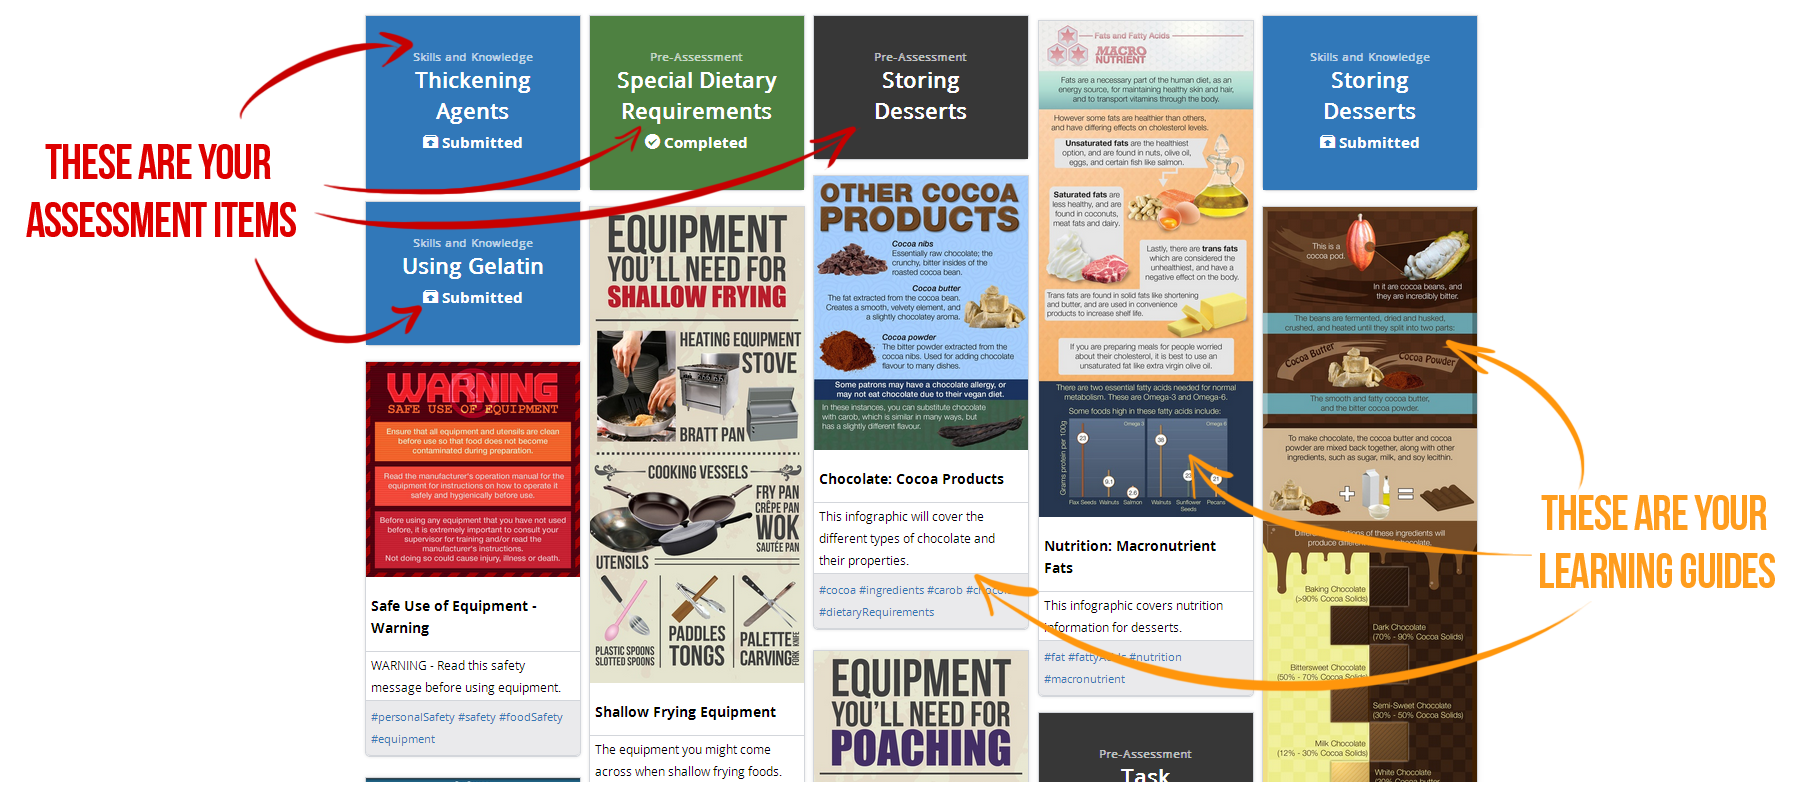 THESE ARE YOUR
ASSESSMENT ITEMS
Skills and Knowledge
Thickening
Agents
Submitted
Skills and Knowledge
Using Gelatin
Submitted
WARNING
SAFE USE OF EQUIPMENT
Ensure that all equipment and utensils are clean
before use so that food does not become
contaminated during preparation.
Read the manufacturer's operation manual for the
equipment for instructions on how to operate it
safely and hygienically before use.
Before using any equipment that you have not used
before, it is extremely important to consult your
supervisor for training and/or read the
manufacturer's instructions.
Not doing so could cause injury, illness or death.
Safe Use of Equipment -
Warning
WARNING - Read this safety
message before using equipment.
#personalSafety #safety #foodSafety
#equipment
Pre-Assessment
Special Dietary
Requirements
Completed
EQUIPMENT
YOU'LL NEED FOR
SHALLOW FRYING
HEATING EQUIPMENT
STOVE
BRATT PAN
COOKING VESSELS
FRY PAN
CRÊPE PAN
WOK
SAUTÉE PAN
UTENSILS
PLASTIC SPOONS
SLOTTED SPOONS
PADDLES
TONGS
PALETTE
CARVING
FORK KNIFE
Shallow Frying Equipment
The equipment you might come
across when shallow frying foods.
Pre-Assessment
Storing
Desserts
OTHER COCOA
PRODUCTS
Cocoa nibs
Essentially raw chocolate; the
crunchy, bitter insides of the
roasted cocoa bean.
Cocoa butter
The fat extracted from the cocoa bean.
Creates a smooth, velvety element, and
a slightly chocolatey aroma.
Cocoa powder
The bitter powder extracted from the
cocoa nibs. Used for adding chocolate
flavour to many dishes.
Some patrons may have a chocolate allergy, or
may not eat chocolate due to their vegan diet.
In these instances, you can substitute chocolate
with carob, which is similar in many ways, but
has a slightly different flavour.
Chocolate: Cocoa Products
This infographic will cover the
different types of chocolate and
their properties.
#cocoa #ingredients #carob
#dietaryRequirements
EQUIPMENT
YOU'LL NEED FOR
POACHING
Fats and Fatty Acids
MACRO
NUTRIENT
Fats are a necessary part of the human diet, as an
energy source, for maintaining healthy skin and hair,
and to transport vitamins through the body.
However some fats are healthier than others,
and have differing effects on cholesterol levels.
Unsaturated fats are the healthiest
option, and are found in nuts, olive oil,
eggs, and certain fish like salmon.
Saturated fats are
less healthy, and are
found in coconuts,
meat fats and dairy.
Lastly, there are trans fats
which are considered the
unhealthiest, and have a
negative effect on the body.
Trans fats are found in solid fats like shortening
and butter, and are used in convenience
products to increase shelf life.
If you are preparing meals for people worried
about their cholesterol, it is best to use an
unsaturated fat like extra virgin olive oil.
There are two essential fatty acids needed for normal
metabolism. These are Omega-3 and Omega-6.
Some foods high in these fatty acids include:
Grams protein per 100g
Omega 3
23
9.1
2.6
Flax Seeds Walnuts Salmon
Omega 6
38
23
21
Walnuts Sunflower Pecans
Seeds
Nutrition: Macronutrient
Fats
This infographic covers nutrition
information for desserts.
#fat #fattyAcids #nutrition
#macronutrient
Pre-Assessment
Task
Skills and Knowledge
Storing
Desserts
Submitted
This is a
cocoa pod.
In it are cocoa beans, and
they are incredibly bitter.
The beans are fermented, dried and husked,
crushed, and heated until they split into two parts:
Cocoa Butter
Cocoa Powder
The smooth and fatty cocoa butter,
and the bitter cocoa powder.
To make chocolate, the cocoa butter and cocoa
powder are mixed back together, along with other
ingredients, such as sugar, milk, and soy lecithin.
+
=
of these ingredients will
produce chocolate.
Baking Chocolate
(>90% Cocoa Solids)
Dark Chocolate
(70% - 90% Cocoa Solids)
Bittersweet Chocolate
(50% - 70% Cocoa Solids)
Semi-Sweet Chocolate
(30% - 50% Cocoa Solids)
Milk Chocolate
(12% - 30% Cocoa Solids)
White Chocolate
THESE ARE YOUR
LEARNING GUIDES